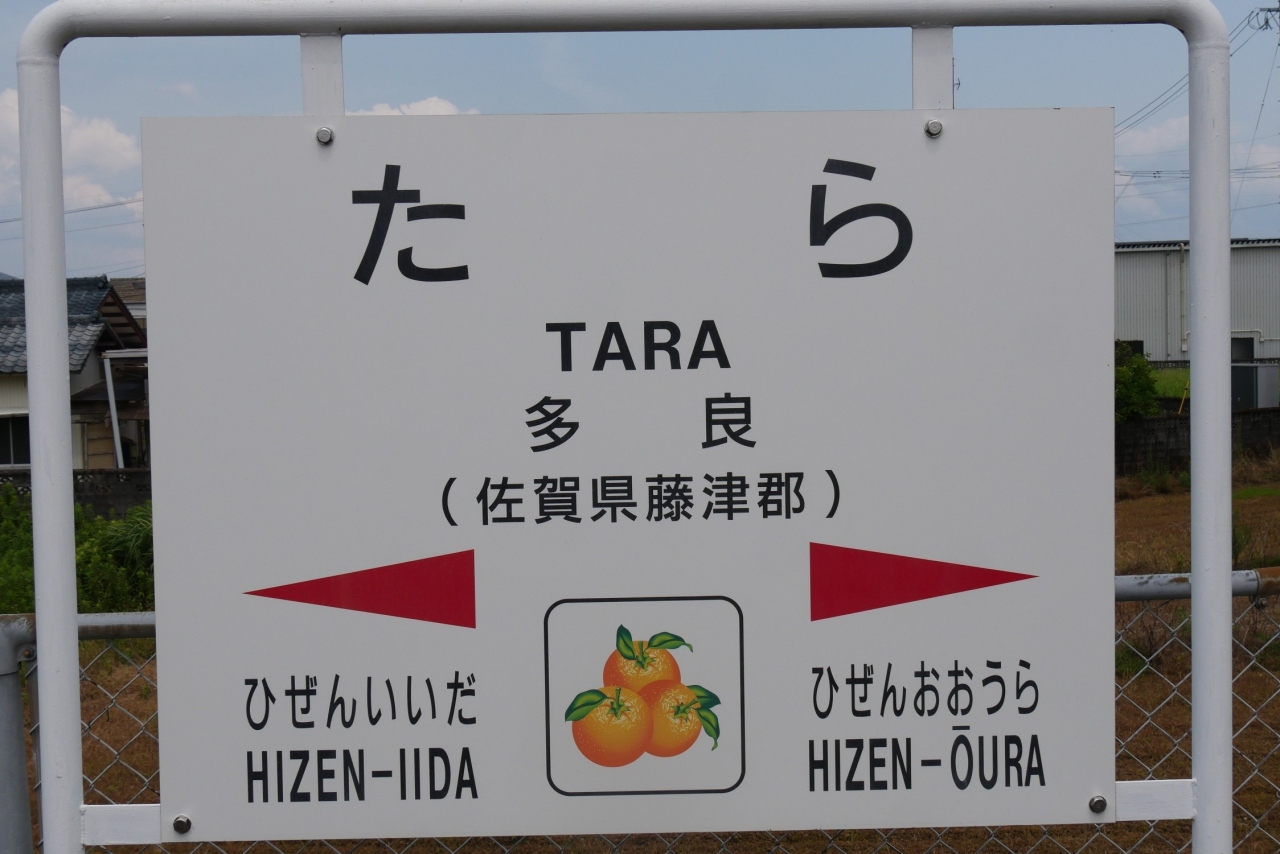 たら
TARA
多良
（佐賀県藤津郡）
ひぜんいいだ
HIZEN-IIDA
ひぜんおおうら
HIZEN-ŌURA